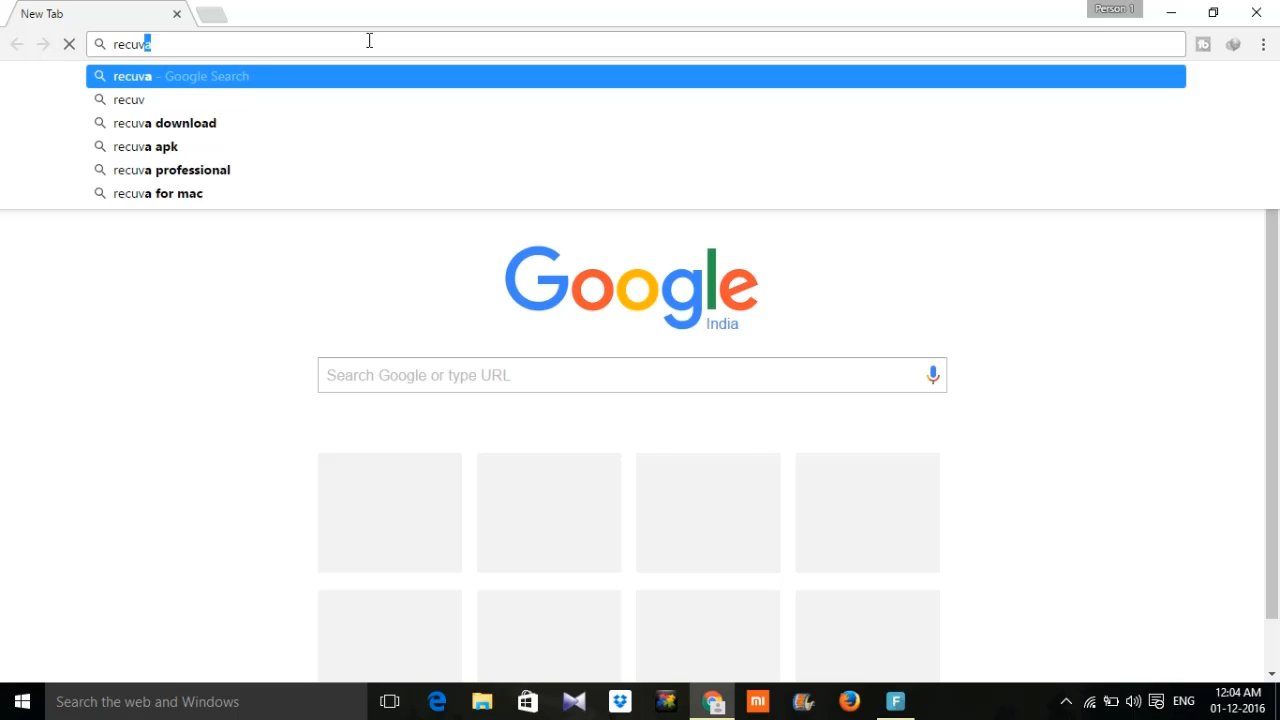 New Tab
Person 1
recuva
recuva - Google Search
recuv
recuva download
recuva apk
recuva professional
recuva for mac
Google
India
Search Google or type URL
Search the web and Windows
mi
F
ENG
12:04 AM
01-12-2016